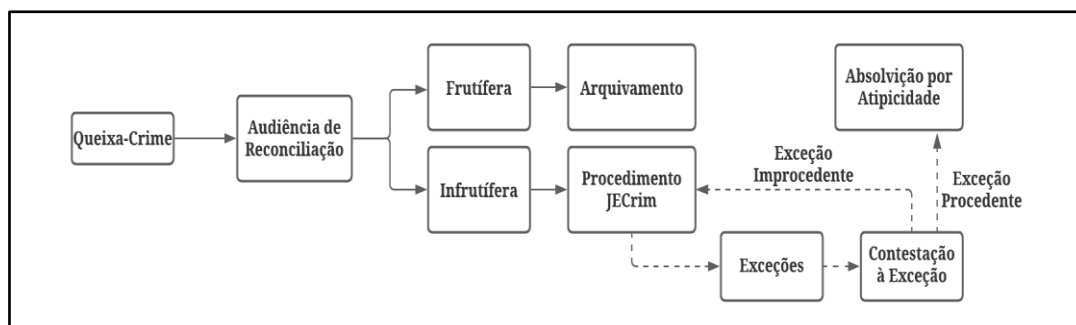 Queixa-Crime
Audiência de
Reconciliação
Frutífera
Arquivamento
Infrutífera
Procedimento
JECrim
Exceções
Contestação
à Exceção
Exceção
Improcedente
Exceção
Procedente
Absolvição por
Atipicidade